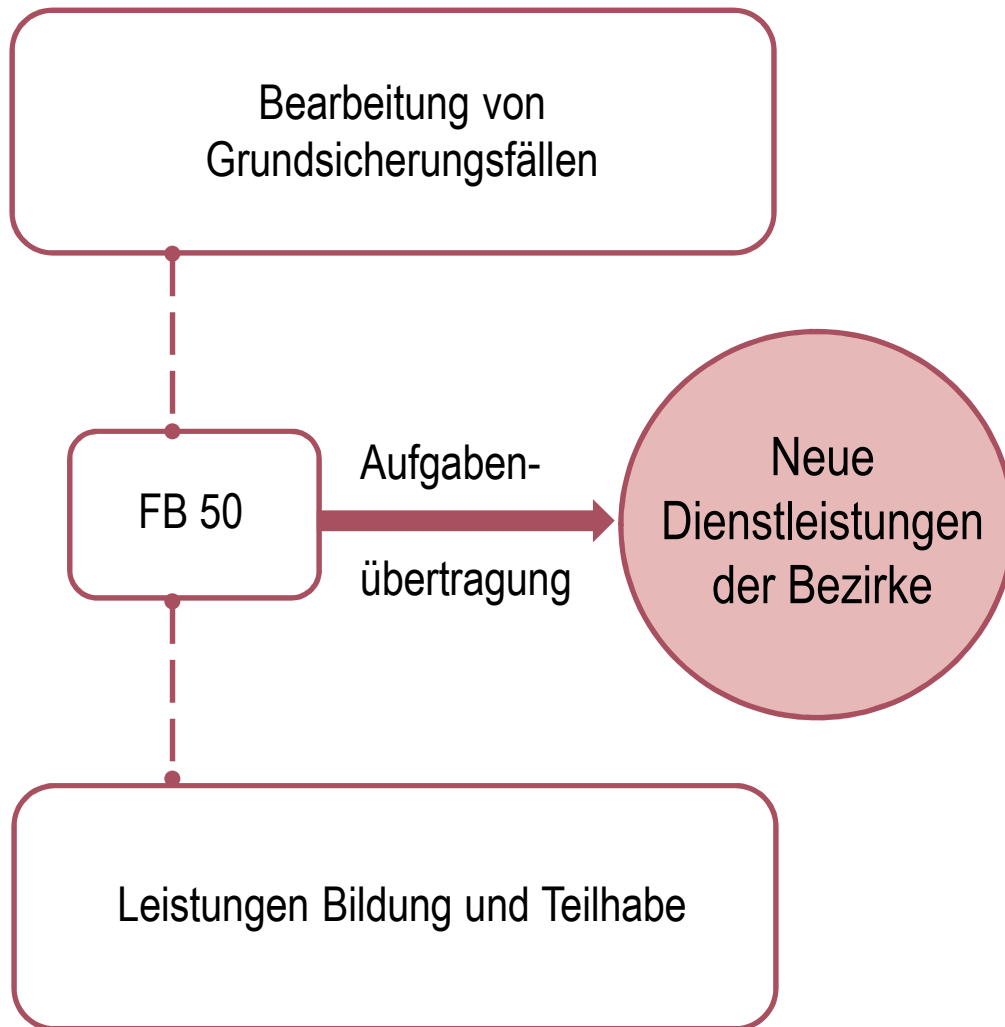 Bearbeitung von
Grundsicherungsfällen
FB 50
Aufgaben-
übertragung
Neue
Dienstleistungen
der Bezirke
Leistungen Bildung und Teilhabe